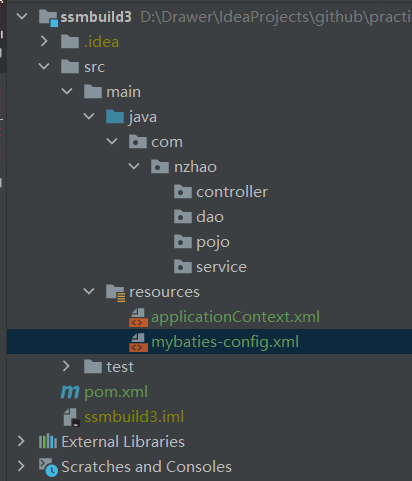 ssmbuild3 D:\Drawer\IdeaProjects\github\practi
.idea
src
main
java
com
nzhao
controller
dao
pojo
service
resources
applicationContext.xml
mybaties-config.xml
test
m pom.xml
ssmbuild3.iml
External Libraries
Scratches and Consoles